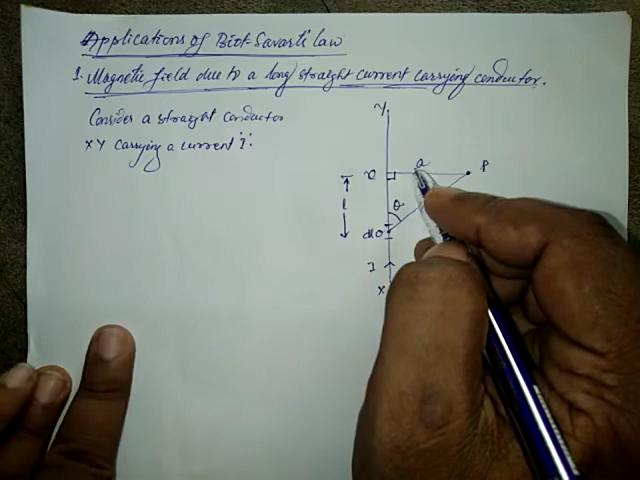 Applications of Biot-Savart's law
1. Magnetic field due to a long straight current carrying conductor.
Consider a straight conductor
XY carrying a current 'I'.
Y
O
a
P
l
θ
dl
I
X